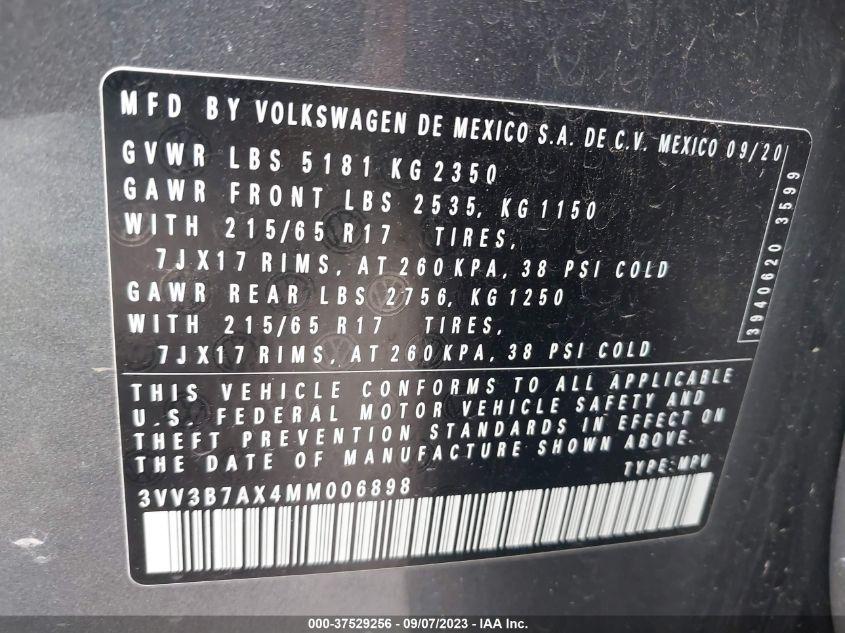 MFD BY VOLKSWAGEN DE MEXICO S.A. DE C.V. MEXICO 09/20
GVWR LBS 5181 KG 2350
GAWR FRONT LBS 2535, KG 1150
WITH 215/65 R17 TIRES,
7JX17 RIMS, AT 260 KPA, 38 PSI COLD
GAWR REAR LBS 2756, KG 1250
WITH 215/65 R17 TIRES,
7JX17 RIMS, AT 260 KPA, 38 PSI COLD
3940620 3599
THIS VEHICLE CONFORMS TO ALL APPLICABLE
U.S. FEDERAL MOTOR VEHICLE SAFETY AND
THEFT PREVENTION STANDARDS IN EFFECT ON
THE DATE OF MANUFACTURE SHOWN ABOVE.
TYPE:MPV
3VV3B7AX4MM006898
000-37529256 - 09/07/2023 - IAA Inc.